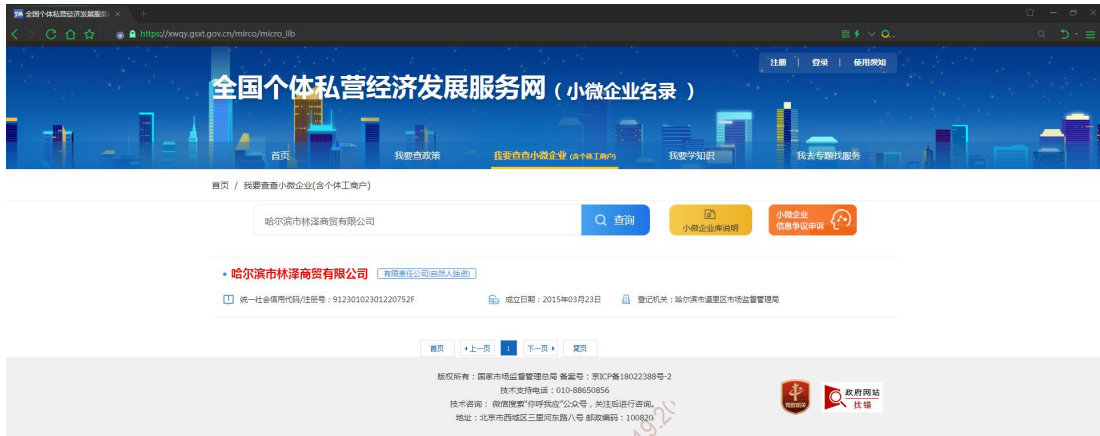 全国个体私营经济发展服务
https://xwqy.gsxt.gov.cn/mirco/micro_lib
注册 | 登录 | 使用须知
全国个体私营经济发展服务网（小微企业名录 ）
首页 我要查政策 我要查查小微企业 (含个体工商户) 我要学知识 我去专题找服务
首页 / 我要查查小微企业(含个体工商户)
哈尔滨市林泽商贸有限公司 查询 小微企业库说明 小微企业 信息争议申诉
哈尔滨市林泽商贸有限公司 有限责任公司(自然人独资)
统一社会信用代码/注册号：91230102301220752F 成立日期：2015年03月23日 登记机关：哈尔滨市道里区市场监督管理局
首页 上一页 1 下一页 尾页
版权所有：国家市场监督管理总局 备案号：京ICP备18022388号-2
技术支持电话：010-88650856
技术咨询： 微信搜索“你呼我应”公众号，关注后进行咨询。
地址：北京市西城区三里河东路八号 邮政编码：100820
党政机关
政府网站
找错